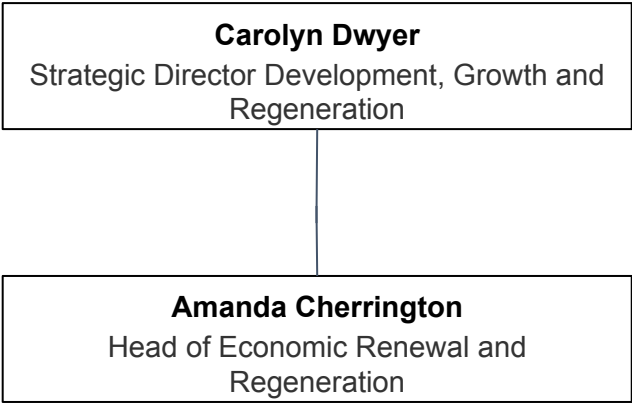 Carolyn Dwyer
Strategic Director Development, Growth and
Regeneration
Amanda Cherrington
Head of Economic Renewal and
Regeneration